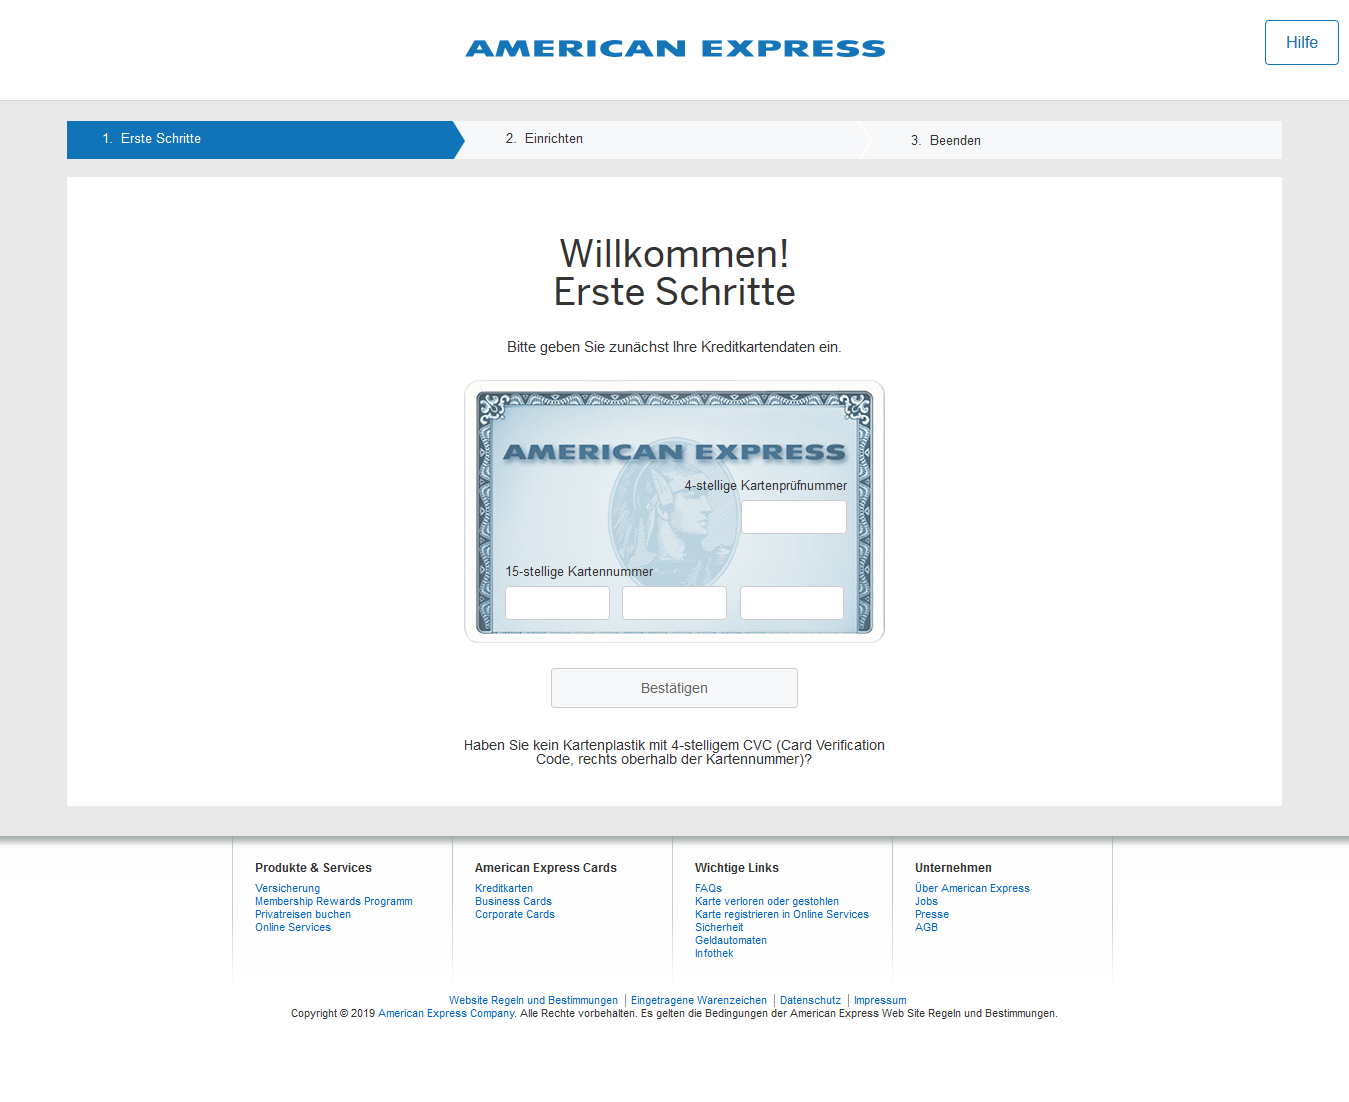 AMERICAN EXPRESS
Hilfe
1. Erste Schritte
2. Einrichten
3. Beenden
Willkommen!
Erste Schritte
Bitte geben Sie zunächst Ihre Kreditkartendaten ein.
AMERICAN EXPRESS
4-stellige Kartenprüfnummer
15-stellige Kartennummer
Bestätigen
Haben Sie kein Kartenplastik mit 4-stelligem CVC (Card Verification
Code, rechts oberhalb der Kartennummer)?
Produkte & Services
Versicherung
Membership Rewards Programm
Privatreisen buchen
Online Services
American Express Cards
Kreditkarten
Business Cards
Corporate Cards
Wichtige Links
FAQs
Karte verloren oder gestohlen
Karte registrieren in Online Services
Sicherheit
Geldautomaten
Infothek
Unternehmen
Über American Express
Jobs
Presse
AGB
Website Regeln und Bestimmungen | Eingetragene Warenzeichen | Datenschutz | Impressum
Copyright © 2019 American Express Company. Alle Rechte vorbehalten. Es gelten die Bedingungen der American Express Web Site Regeln und Bestimmungen.